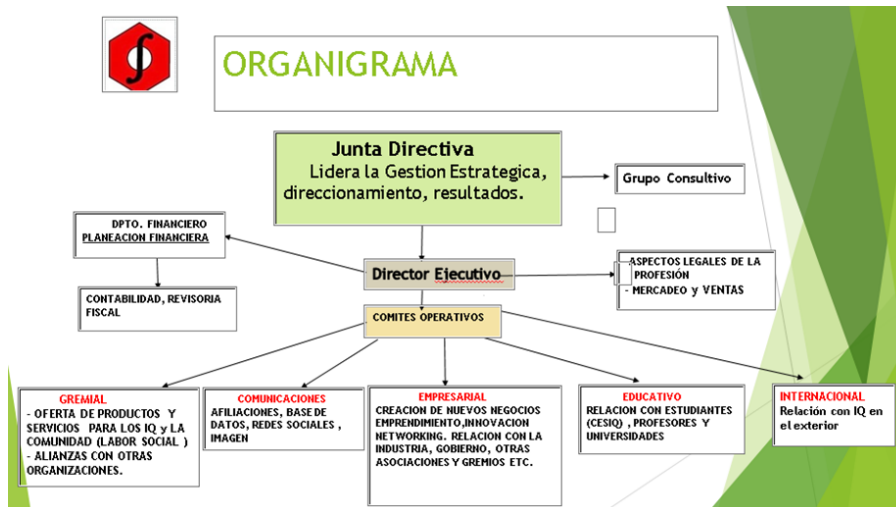 ORGANIGRAMA
Junta Directiva
Lidera la Gestion Estrategica,
direccionamiento, resultados.
Grupo Consultivo
DPTO. FINANCIERO
PLANEACION FINANCIERA
Director Ejecutivo
ASPECTOS LEGALES DE LA
PROFESIÓN
- MERCADEO y VENTAS
CONTABILIDAD, REVISORIA
FISCAL
COMITES OPERATIVOS
GREMIAL
- OFERTA DE PRODUCTOS Y
SERVICIOS PARA LOS IQ y LA
COMUNIDAD (LABOR SOCIAL )
- ALIANZAS CON OTRAS
ORGANIZACIONES.
COMUNICACIONES
AFILIACIONES, BASE DE
DATOS, REDES SOCIALES ,
IMAGEN
EMPRESARIAL
CREACION DE NUEVOS NEGOCIOS
EMPRENDIMIENTO,INNOVACION
NETWORKING. RELACION CON LA
INDUSTRIA, GOBIERNO, OTRAS
ASOCIACIONES Y GREMIOS ETC.
EDUCATIVO
RELACION CON ESTUDIANTES
(CESIQ) , PROFESORES Y
UNIVERSIDADES
INTERNACIONAL
Relación con IQ en
el exterior